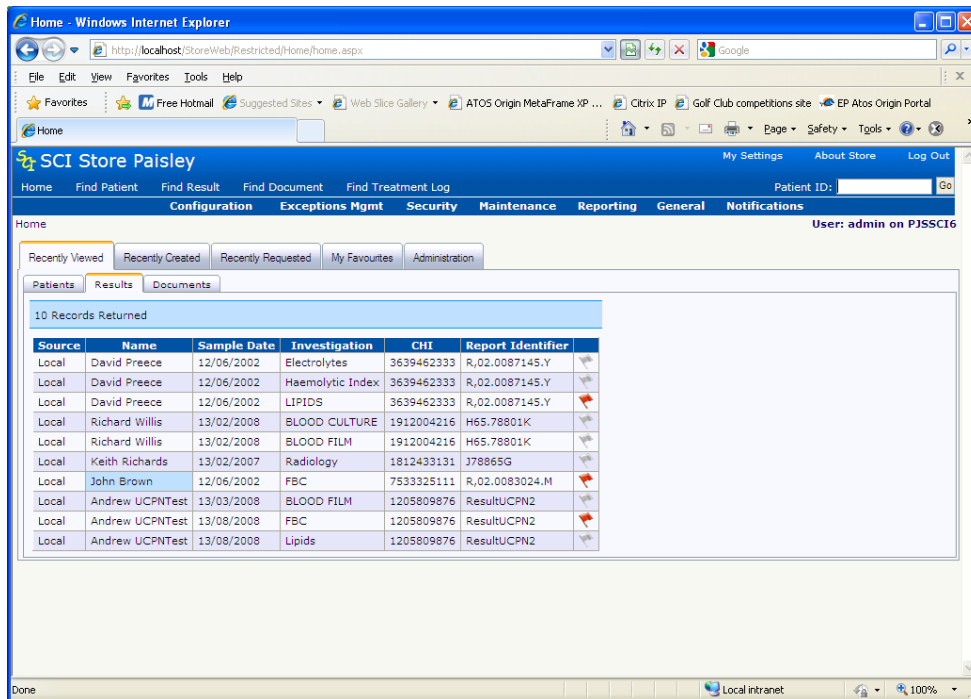 Home - Windows Internet Explorer
http://localhost/StoreWeb/Restricted/Home/home.aspx Google
File Edit View Favorites Tools Help
Favorites Free Hotmail Suggested Sites Web Slice Gallery ATOS Origin MetaFrame XP ... Citrix IP Golf Club competitions site EP Atos Origin Portal
Home Page Safety Tools
SCI Store Paisley My Settings About Store Log Out
Home Find Patient Find Result Find Document Find Treatment Log Patient ID: Go
Configuration Exceptions Mgmt Security Maintenance Reporting General Notifications
Home User: admin on PJSSCI6
Recently Viewed Recently Created Recently Requested My Favourites Administration
Patients Results Documents
10 Records Returned
Source Name Sample Date Investigation CHI Report Identifier
Local David Preece 12/06/2002 Electrolytes 3639462333 R,02.0087145.Y
Local David Preece 12/06/2002 Haemolytic Index 3639462333 R,02.0087145.Y
Local David Preece 12/06/2002 LIPIDS 3639462333 R,02.0087145.Y
Local Richard Willis 13/02/2008 BLOOD CULTURE 1912004216 H65.78801K
Local Richard Willis 13/02/2008 BLOOD FILM 1912004216 H65.78801K
Local Keith Richards 13/02/2007 Radiology 1812433131 J78865G
Local John Brown 12/06/2002 FBC 7533325111 R,02.0083024.M
Local Andrew UCPNTest 13/03/2008 BLOOD FILM 1205809876 ResultUCPN2
Local Andrew UCPNTest 13/08/2008 FBC 1205809876 ResultUCPN2
Local Andrew UCPNTest 13/08/2008 Lipids 1205809876 ResultUCPN2
Done Local intranet 100%